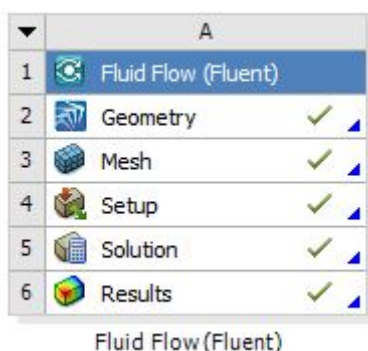 A
1 Fluid Flow (Fluent)
2 Geometry
3 Mesh
4 Setup
5 Solution
6 Results
Fluid Flow (Fluent)